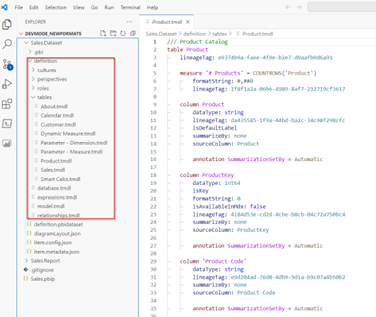 File Edit Selection View Go Run Terminal Help
EXPLORER
DEVMODE_NEWFORMATS
Sales.Dataset
.pbi
definition
cultures
perspectives
roles
tables
About.tmdl
Calendar.tmdl
Customer.tmdl
Dynamic Measure.tmdl
Parameter - Dimension.tmdl
Parameter - Measure.tmdl
Product.tmdl
Sales.tmdl
Smart Calcs.tmdl
database.tmdl
expressions.tmdl
model.tmdl
relationships.tmdl
definition.pbidataset
diagramLayout.json
item.config.json
item.metadata.json
Sales.Report
.gitignore
Sales.pbip
Product.tmdl
Sales.Dataset > definition > tables > Product.tmdl
1 /// Product Catalog
2 table Product
3 lineageTag: e9374b9a-faee-4f9e-b2e7-d9aafb9d6a91
4
5 measure '# Products' = COUNTROWS('Product')
6 formatString: #,##0
7 lineageTag: 1f8f1a2a-06b6-4989-8af7-212719cf3617
8
9 column Product
10 dataType: string
11 lineageTag: da435585-1f9a-44bd-ba2c-34c98f298cfc
12 isDefaultLabel
13 summarizeBy: none
14 sourceColumn: Product
15
16 annotation SummarizationSetBy = Automatic
17
18 column ProductKey
19 dataType: int64
20 isKey
21 formatString: 0
22 isAvailableInMdx: false
23 lineageTag: 4184d53e-cd2d-4cbe-b8cb-04c72a750bc4
24 summarizeBy: none
25 sourceColumn: ProductKey
26
27 annotation SummarizationSetBy = Automatic
28
29 column 'Product Code'
30 dataType: string
31 lineageTag: e9d204ad-76d8-4db9-9d1a-b9c07a4b50b2
32 summarizeBy: none
33 sourceColumn: Product Code
34
35 annotation SummarizationSetBy = Automatic